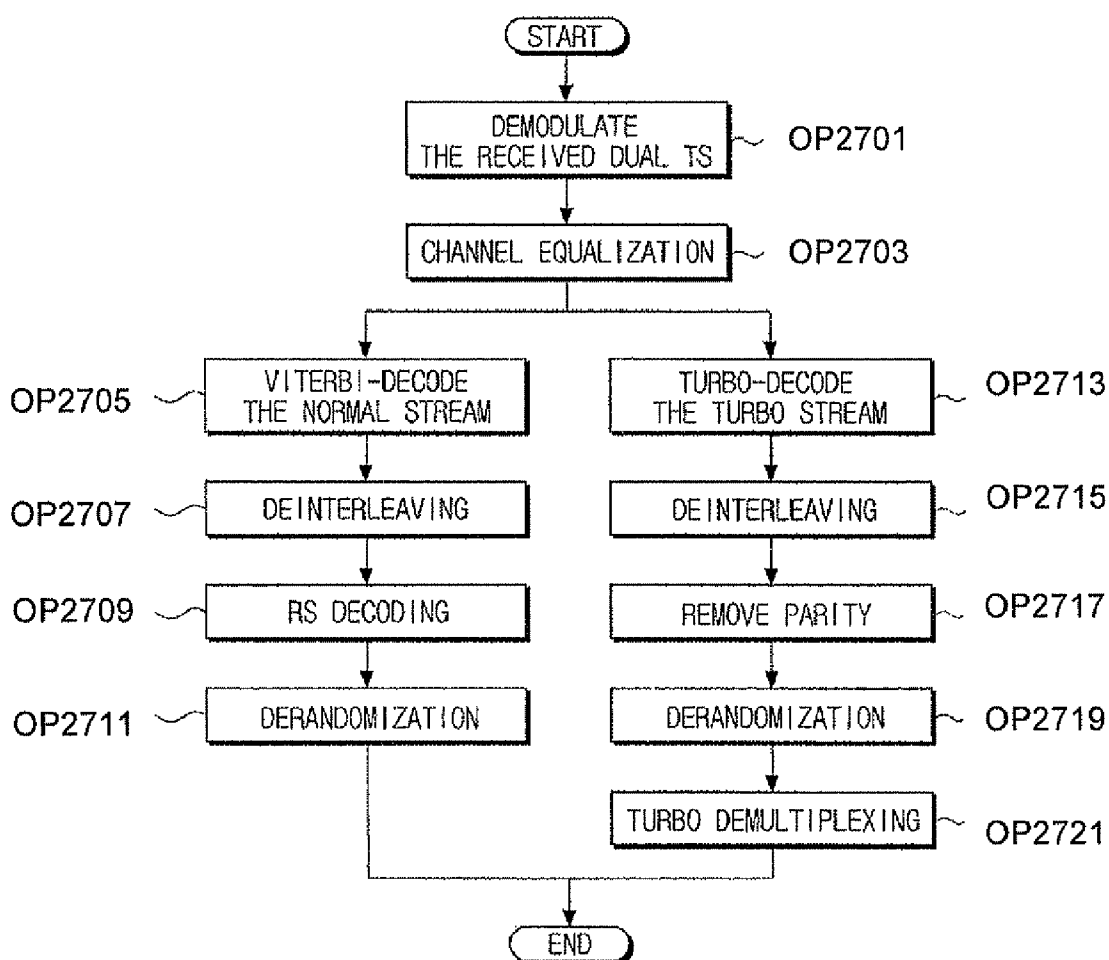 START
DEMODULATE
THE RECEIVED DUAL TS
OP2701
CHANNEL EQUALIZATION
OP2703
OP2705
VITERBI-DECODE
THE NORMAL STREAM
TURBO-DECODE
THE TURBO STREAM
OP2713
OP2707
DEINTERLEAVING
DEINTERLEAVING
OP2715
OP2709
RS DECODING
REMOVE PARITY
OP2717
OP2711
DERANDOMIZATION
DERANDOMIZATION
OP2719
TURBO DEMULTIPLEXING
OP2721
END